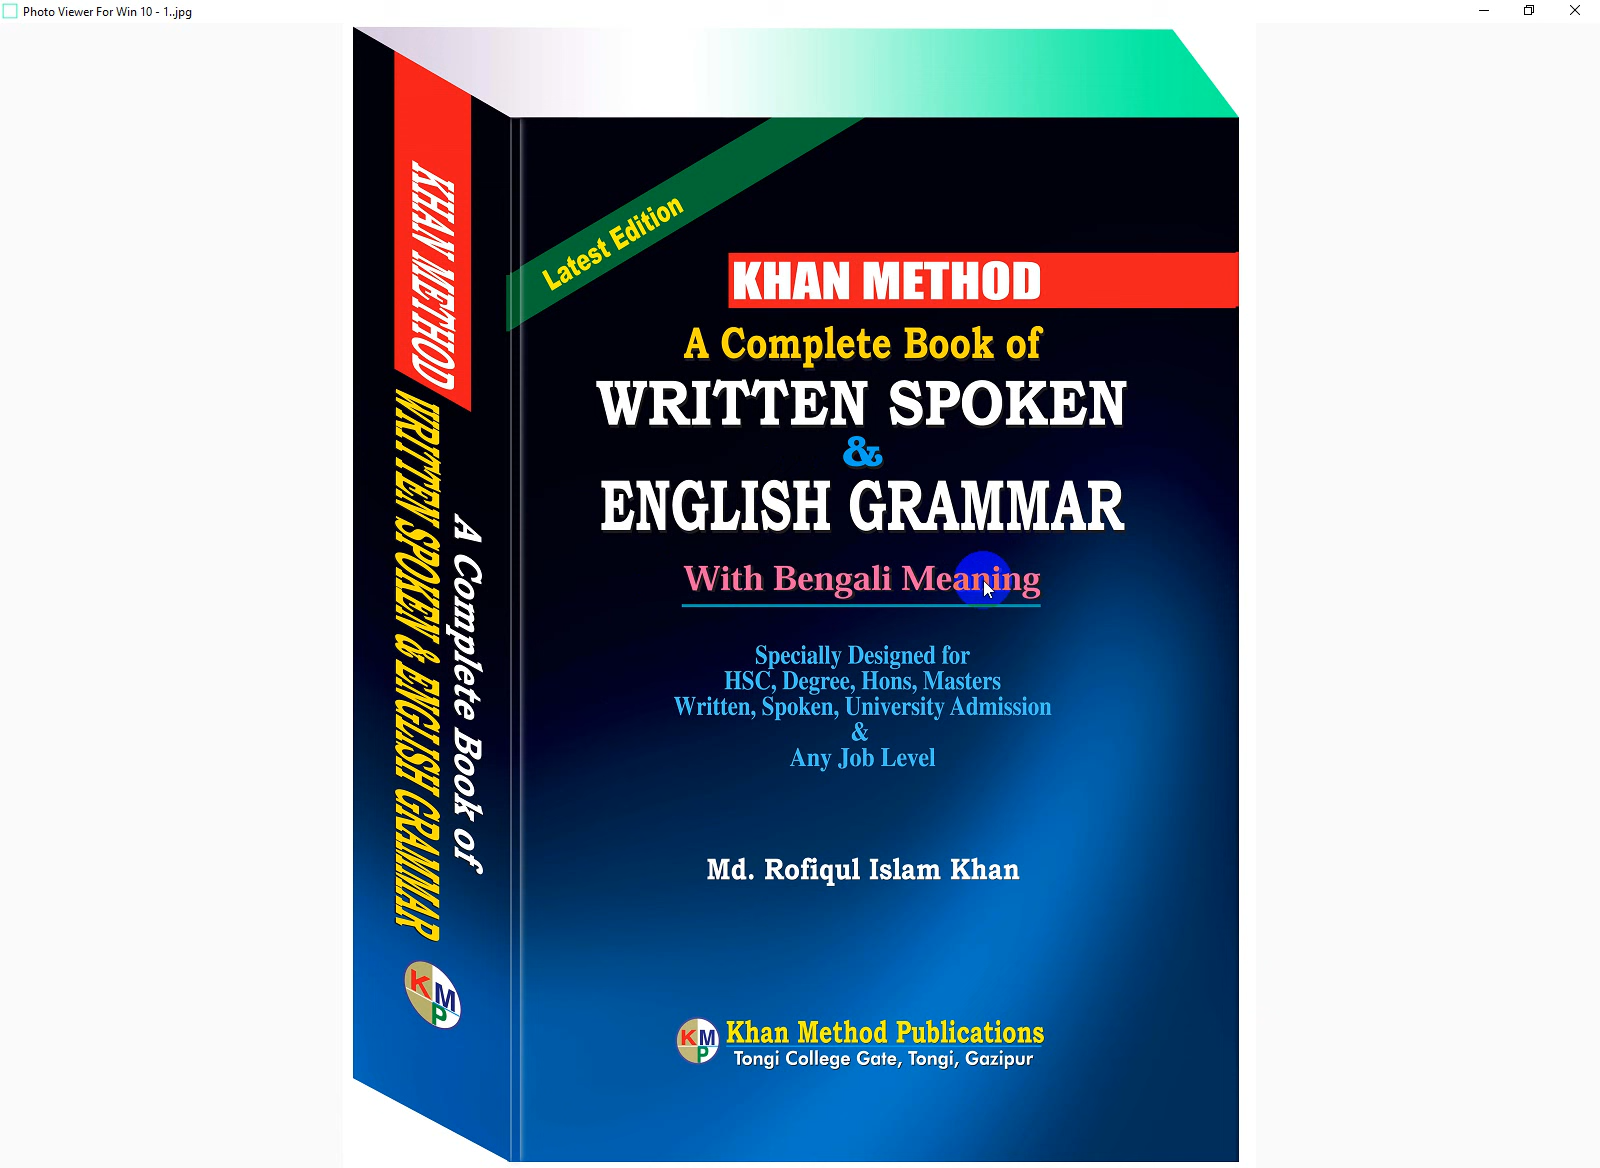 Photo Viewer For Win 10 - 1..jpg
KHAN METHOD
A Complete Book of
WRITTEN SPOKEN & ENGLISH GRAMMAR
K M
P
Latest Edition
KHAN METHOD
A Complete Book of
WRITTEN SPOKEN
&
ENGLISH GRAMMAR
With Bengali Meaning
Specially Designed for
HSC, Degree, Hons, Masters
Written, Spoken, University Admission
&
Any Job Level
Md. Rofiqul Islam Khan
K M
P
Khan Method Publications
Tongi College Gate, Tongi, Gazipur